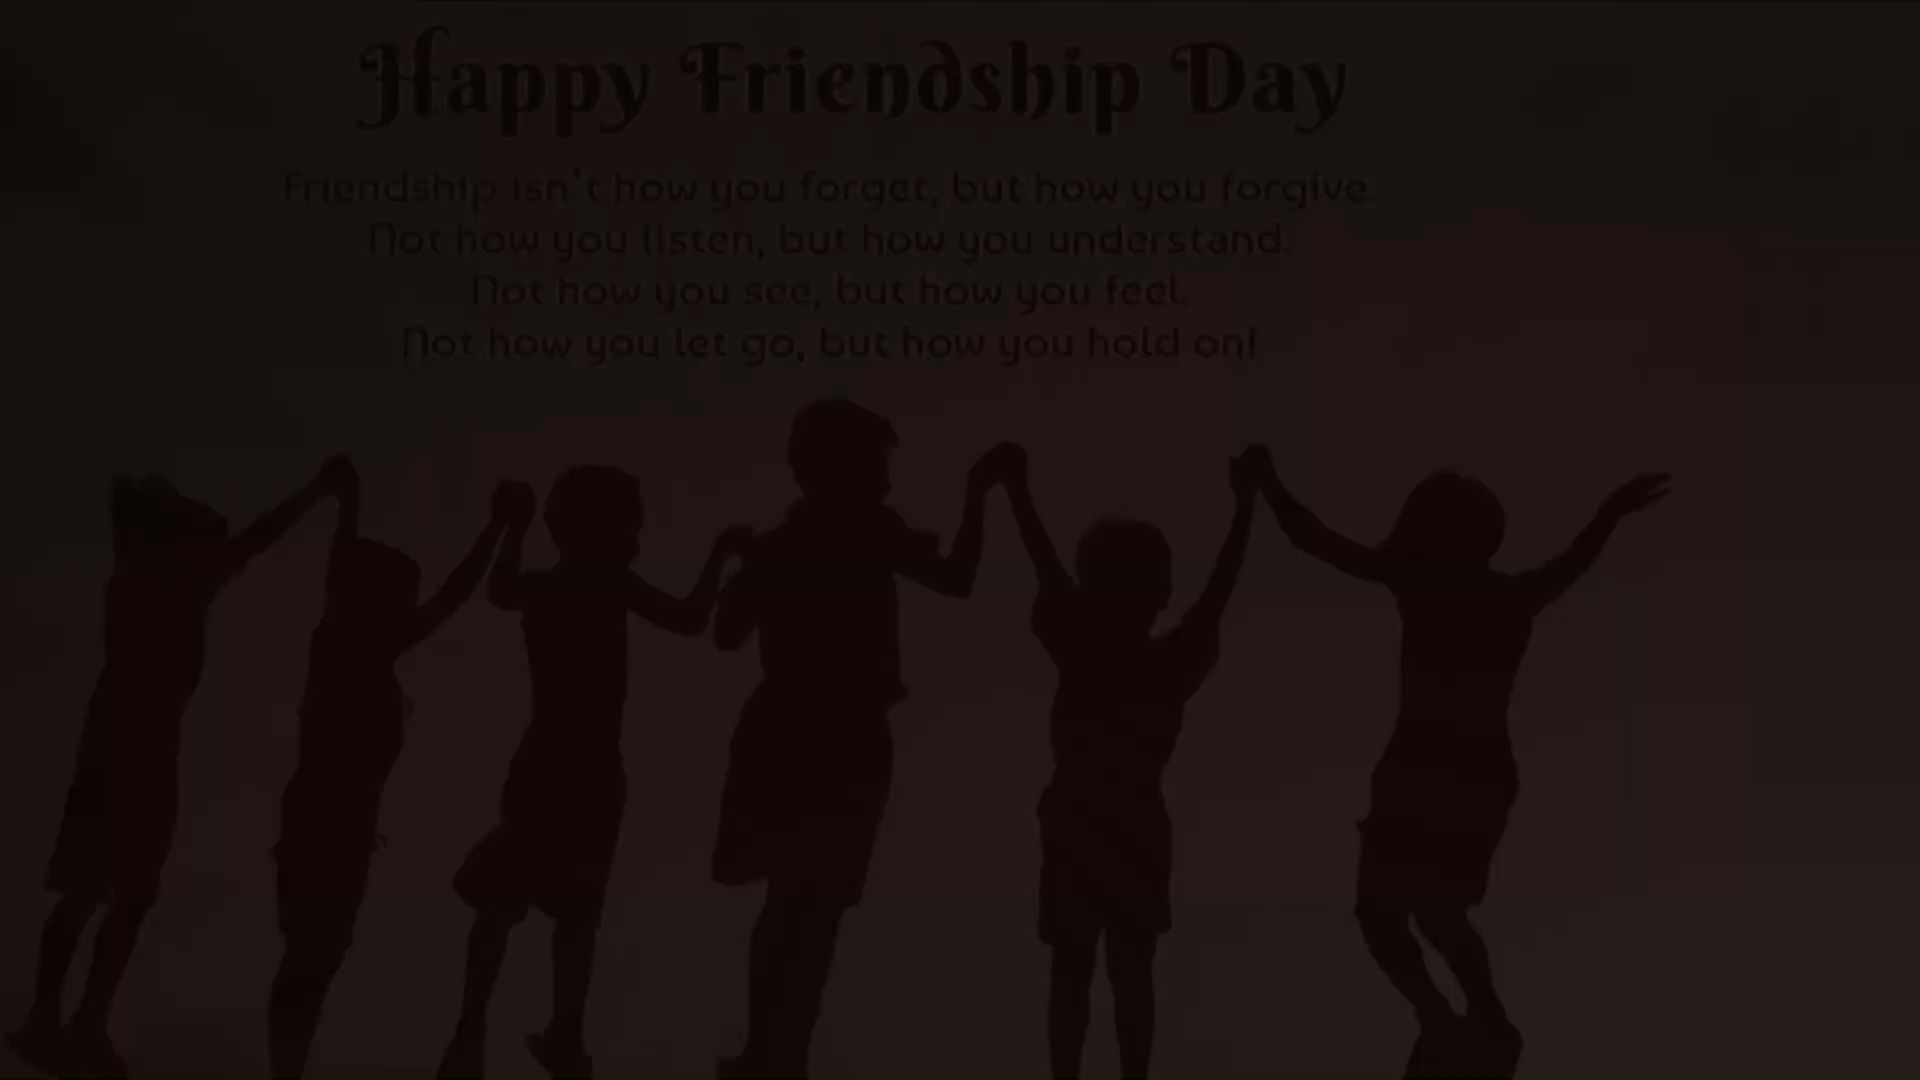 Happy Friendship Day
Friendship isn't how you forget, but how you forgive.
Not how you listen, but how you understand.
Not how you see, but how you feel.
Not how you let go, but how you hold on!